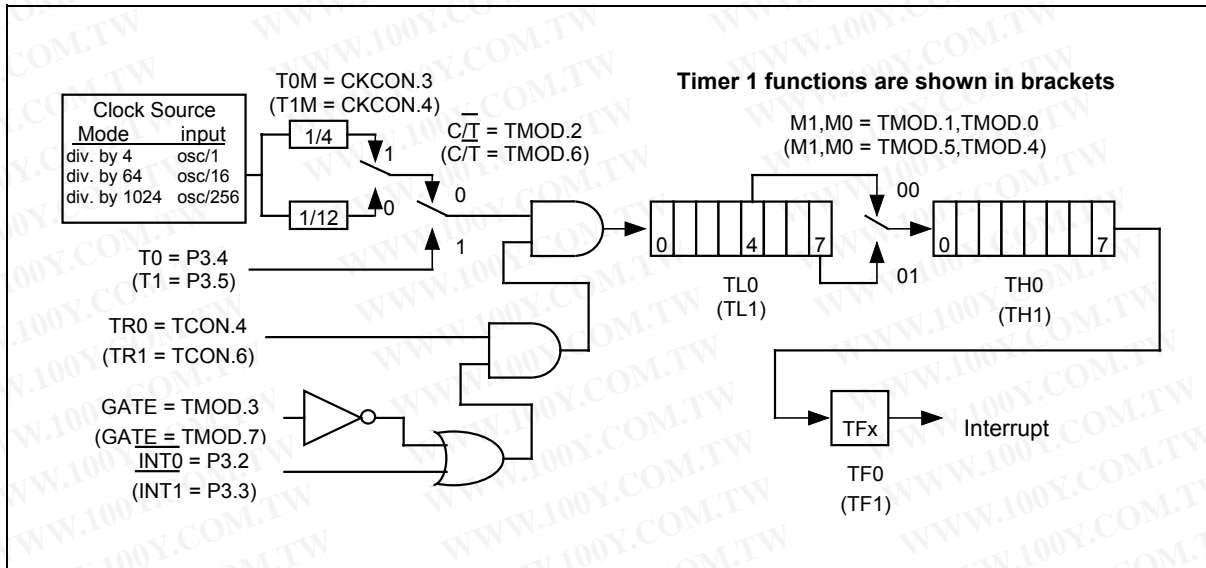 Timer 1 functions are shown in brackets
T0M = CKCON.3
(T1M = CKCON.4)
Clock Source
Mode input
div. by 4 osc/1
div. by 64 osc/16
div. by 1024 osc/256
1/4
1/12
1
0
C/T = TMOD.2
(C/T = TMOD.6)
0
1
M1,M0 = TMOD.1,TMOD.0
(M1,M0 = TMOD.5,TMOD.4)
00
01
0 4 7
TL0
(TL1)
0 7
TH0
(TH1)
T0 = P3.4
(T1 = P3.5)
TR0 = TCON.4
(TR1 = TCON.6)
GATE = TMOD.3
(GATE = TMOD.7)
INT0 = P3.2
(INT1 = P3.3)
TFx
Interrupt
TF0
(TF1)
WWW.100Y.COM.TW